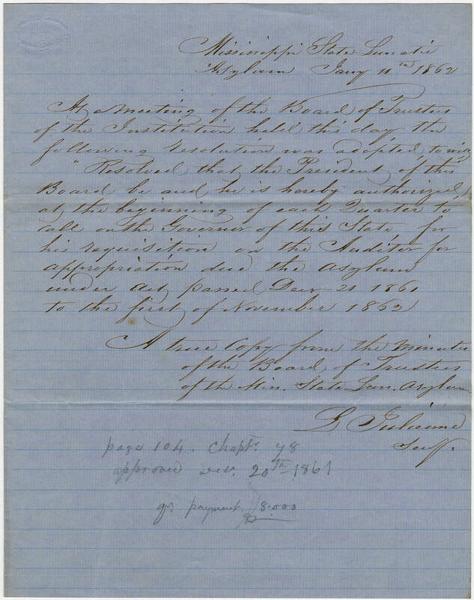 Mississippi State Lunatic
Asylum Jany 11th 1862
At a meeting of the Board of Trustees
of the Institution held this day the
following Resolution was adopted, to wit,
"Resolved that the President of this
Board be and he is hereby authorized,
at the beginning of each Quarter to
call on the Governor of this State for
his requisition on the Auditor for
appropriation due the Asylum
under act passed Decr 21 1861
to the first of November 1862
A true Copy from the Minutes
of the Board of Trustees
of the Miss. State Lun. Asylum
page 104. Chapt. 48
approved Dec. 20th 1861
qr payment $8.000